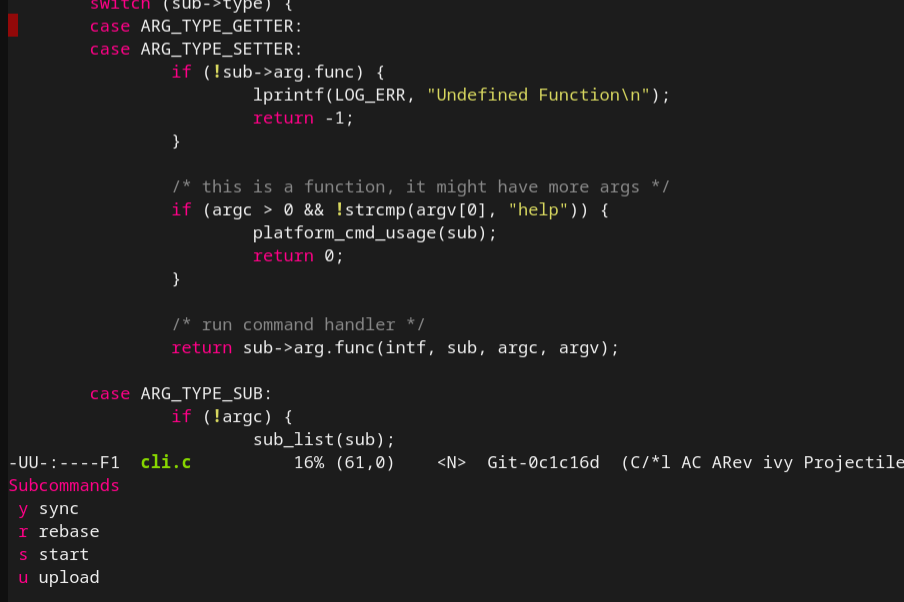 switch (sub->type) {
case ARG_TYPE_GETTER:
case ARG_TYPE_SETTER:
if (!sub->arg.func) {
lprintf(LOG_ERR, "Undefined Function\n");
return -1;
}
/* this is a function, it might have more args */
if (argc > 0 && !strcmp(argv[0], "help")) {
platform_cmd_usage(sub);
return 0;
}
/* run command handler */
return sub->arg.func(intf, sub, argc, argv);
case ARG_TYPE_SUB:
if (!argc) {
sub_list(sub);
-UU-:----F1 cli.c 16% (61,0) <N> Git-0c1c16d (C/*l AC ARev ivy Projectile
Subcommands
y sync
r rebase
s start
u upload